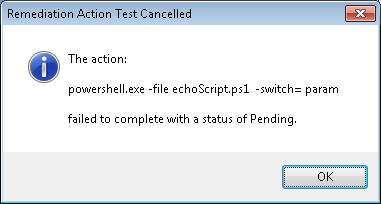 Remediation Action Test Cancelled
The action:
powershell.exe -file echoScript.ps1  -switch= param
failed to complete with a status of Pending.
OK